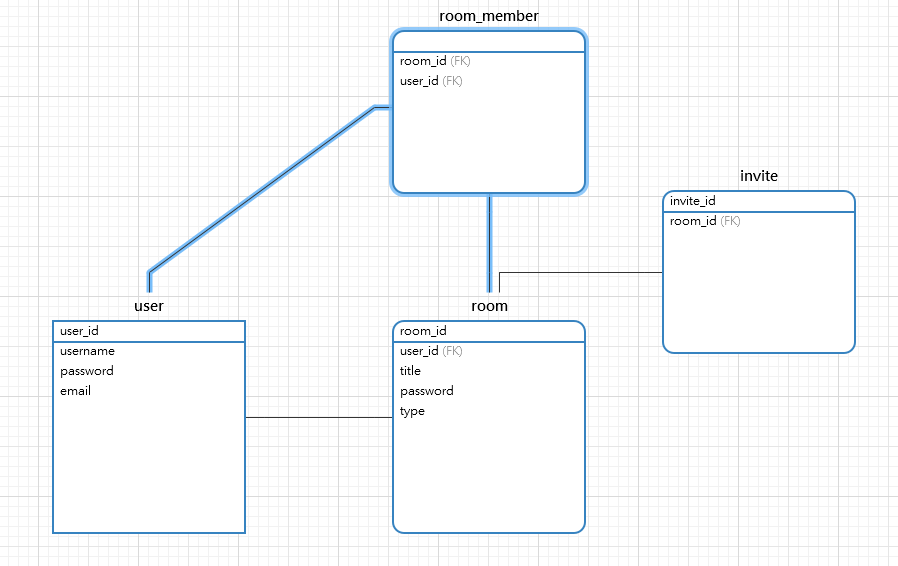 room_member
room_id (FK)
user_id (FK)
invite
invite_id
room_id (FK)
user
user_id
username
password
email
room
room_id
user_id (FK)
title
password
type